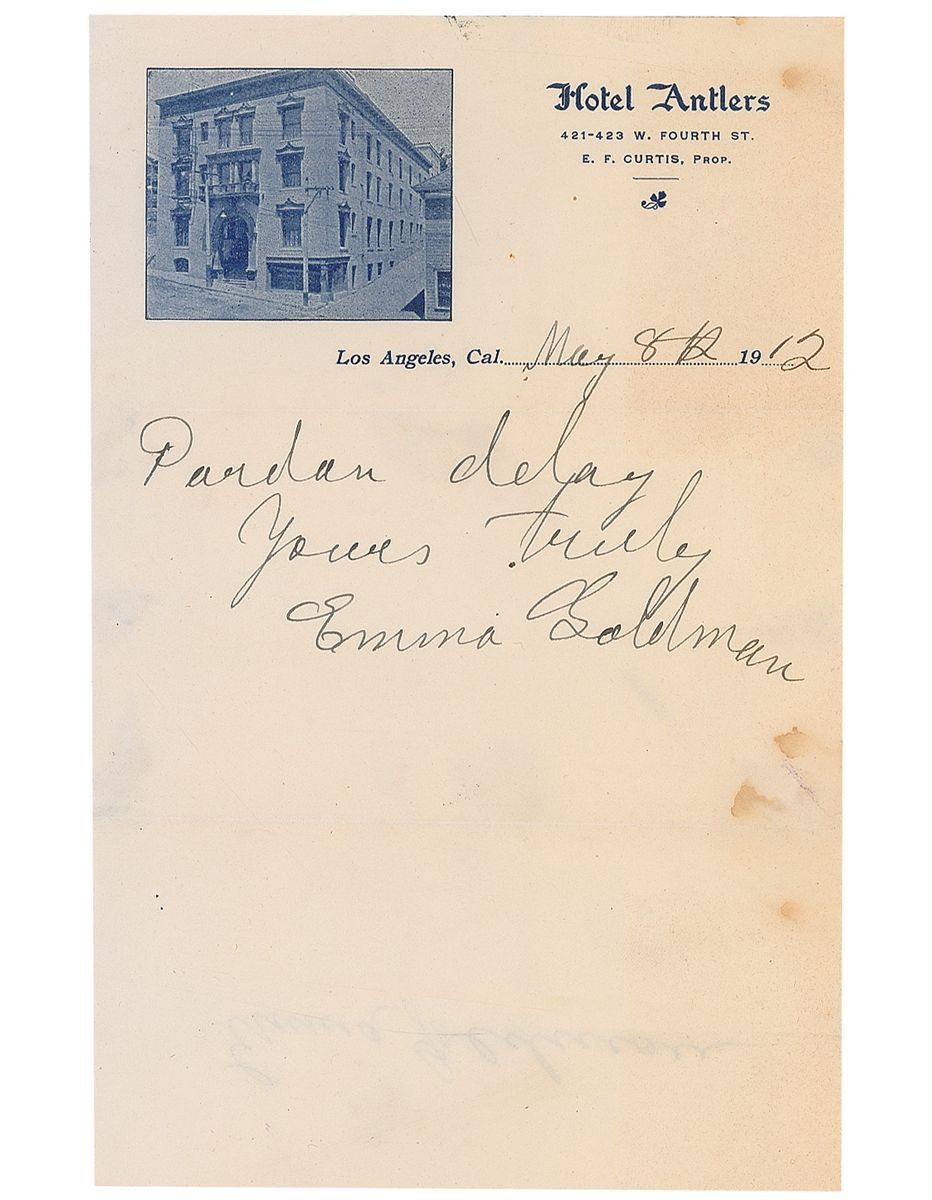 Hotel Antlers
421-423 W. FOURTH ST.
E. F. CURTIS, PROP.
Los Angeles, Cal. May 8th 1912
Pardon delay
Yours truly
Emma Goldman